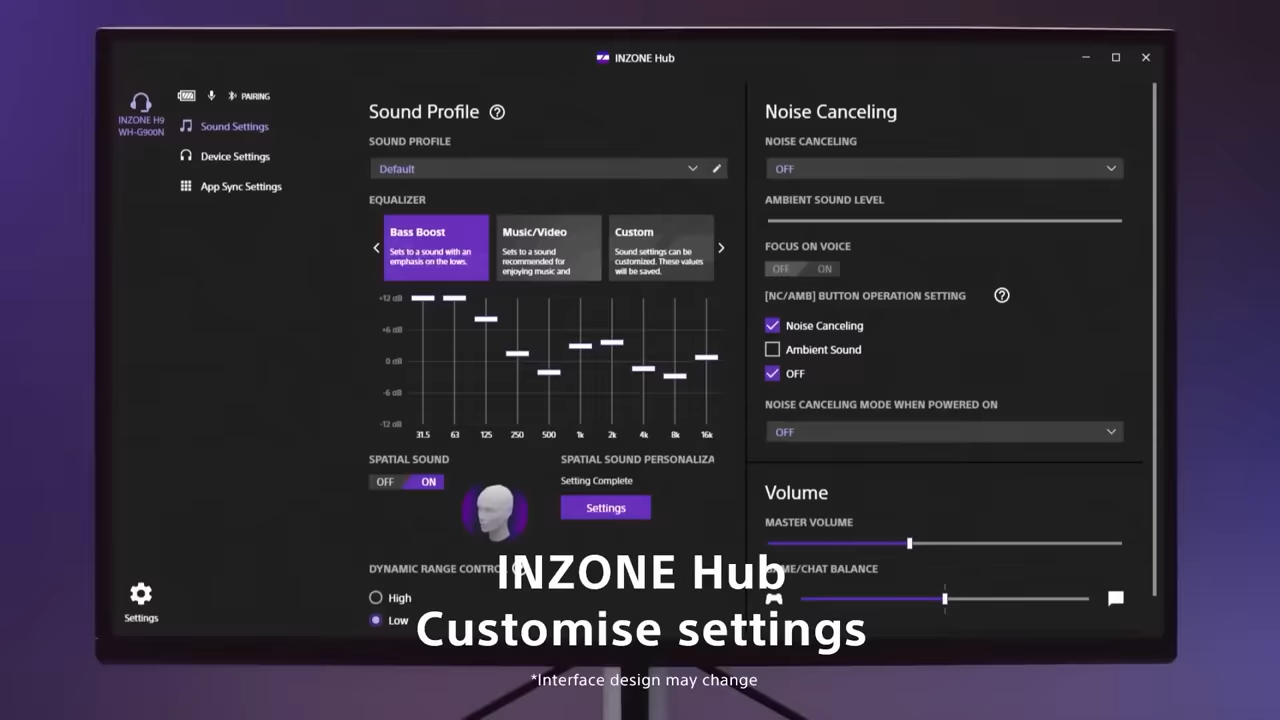 INZONE Hub
INZONE H9
WH-G900N
PAIRING
Sound Settings
Device Settings
App Sync Settings
Settings
Sound Profile
SOUND PROFILE
Default
EQUALIZER
Bass Boost
Sets to a sound with an
emphasis on the lows.
Music/Video
Sets to a sound
recommended for
enjoying music and
Custom
Sound settings can be
customized. These values
will be saved.
+12 dB
+6 dB
0 dB
-6 dB
-12 dB
31.5 63 125 250 500 1k 2k 4k 8k 16k
SPATIAL SOUND
OFF ON
SPATIAL SOUND PERSONALIZA
Setting Complete
Settings
DYNAMIC RANGE CONTROL
High
Low
Noise Canceling
NOISE CANCELING
OFF
AMBIENT SOUND LEVEL
FOCUS ON VOICE
OFF ON
[NC/AMB] BUTTON OPERATION SETTING
Noise Canceling
Ambient Sound
OFF
NOISE CANCELING MODE WHEN POWERED ON
OFF
Volume
MASTER VOLUME
GAME/CHAT BALANCE
INZONE Hub
Customise settings
*Interface design may change